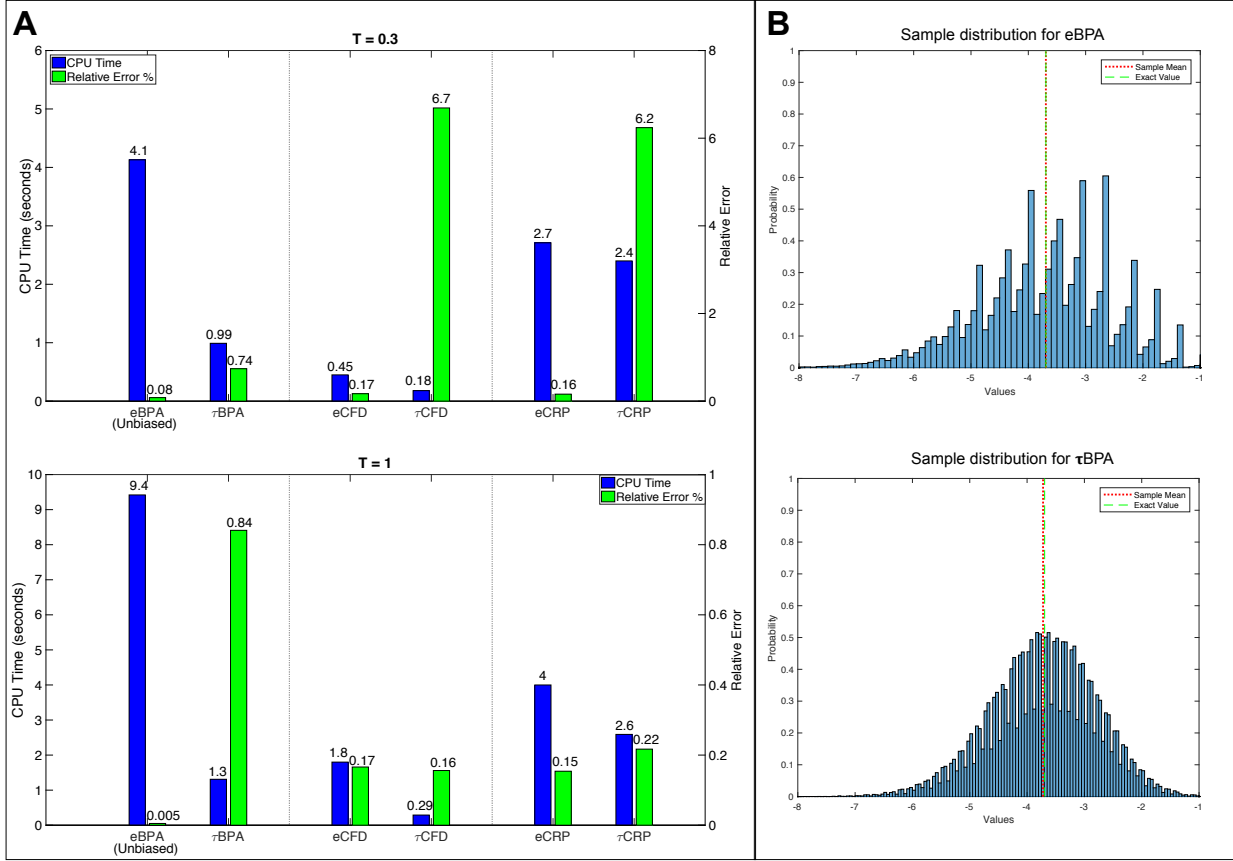 A
T = 0.3
CPU Time
Relative Error %
CPU Time (seconds)
Relative Error
6
5
4
3
2
1
0
8
6
4
2
0
4.1
0.08
0.99
0.74
0.45
0.17
0.18
6.7
2.7
0.16
2.4
6.2
eBPA
(Unbiased)
τBPA
eCFD
τCFD
eCRP
τCRP
T = 1
CPU Time
Relative Error %
CPU Time (seconds)
Relative Error
10
9
8
7
6
5
4
3
2
1
0
1
0.8
0.6
0.4
0.2
0
9.4
0.005
1.3
0.84
1.8
0.17
0.29
0.16
4
0.15
2.6
0.22
eBPA
(Unbiased)
τBPA
eCFD
τCFD
eCRP
τCRP
B
Sample distribution for eBPA
Sample Mean
Exact Value
Probability
1
0.9
0.8
0.7
0.6
0.5
0.4
0.3
0.2
0.1
0
-8
-7
-6
-5
-4
-3
-2
-1
Values
Sample distribution for τBPA
Sample Mean
Exact Value
Probability
1
0.9
0.8
0.7
0.6
0.5
0.4
0.3
0.2
0.1
0
-8
-7
-6
-5
-4
-3
-2
-1
Values